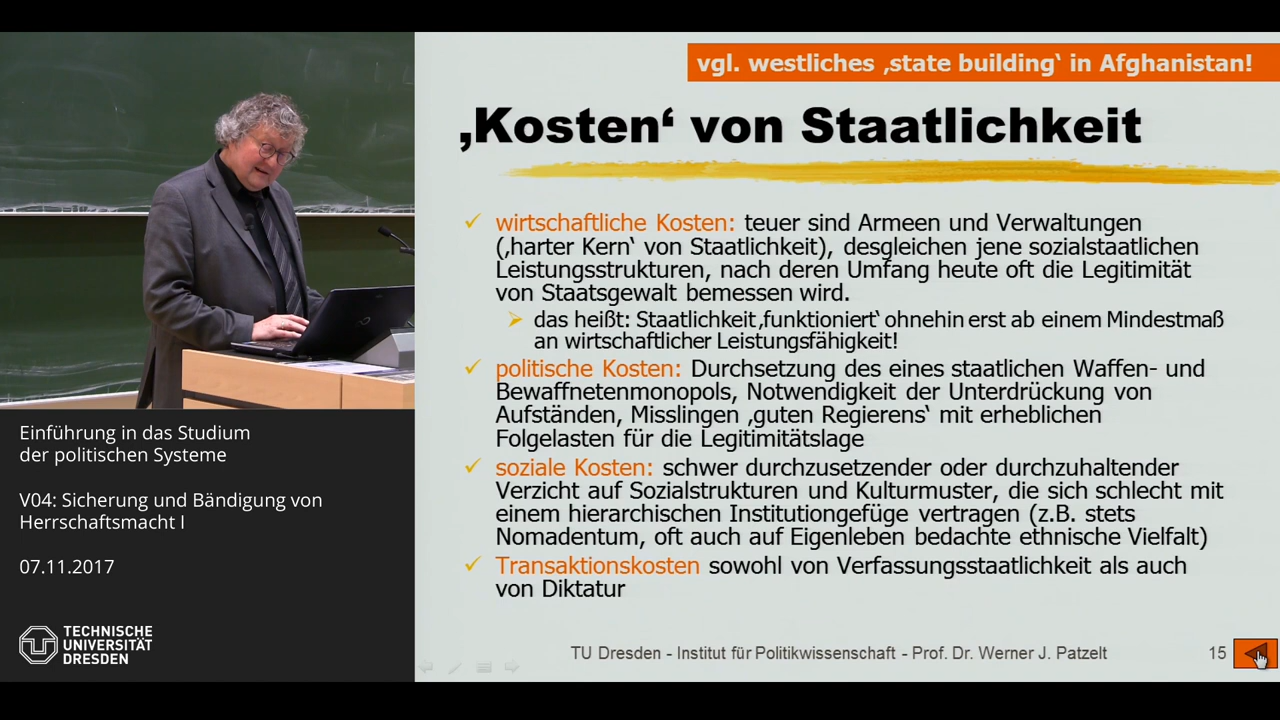 vgl. westliches ‚state building‘ in Afghanistan!
‚Kosten‘ von Staatlichkeit
wirtschaftliche Kosten: teuer sind Armeen und Verwaltungen
(‚harter Kern‘ von Staatlichkeit), desgleichen jene sozialstaatlichen
Leistungsstrukturen, nach deren Umfang heute oft die Legitimität
von Staatsgewalt bemessen wird.
das heißt: Staatlichkeit ‚funktioniert‘ ohnehin erst ab einem Mindestmaß
an wirtschaftlicher Leistungsfähigkeit!
politische Kosten: Durchsetzung des eines staatlichen Waffen- und
Bewaffnetenmonopols, Notwendigkeit der Unterdrückung von
Aufständen, Misslingen ‚guten Regierens‘ mit erheblichen
Folgelasten für die Legitimitätslage
soziale Kosten: schwer durchzusetzender oder durchzuhaltender
Verzicht auf Sozialstrukturen und Kulturmuster, die sich schlecht mit
einem hierarchischen Institutiongefüge vertragen (z.B. stets
Nomadentum, oft auch auf Eigenleben bedachte ethnische Vielfalt)
Transaktionskosten sowohl von Verfassungsstaatlichkeit als auch
von Diktatur
TU Dresden - Institut für Politikwissenschaft - Prof. Dr. Werner J. Patzelt
15
Einführung in das Studium
der politischen Systeme
V04: Sicherung und Bändigung von
Herrschaftsmacht I
07.11.2017
TECHNISCHE
UNIVERSITÄT
DRESDEN